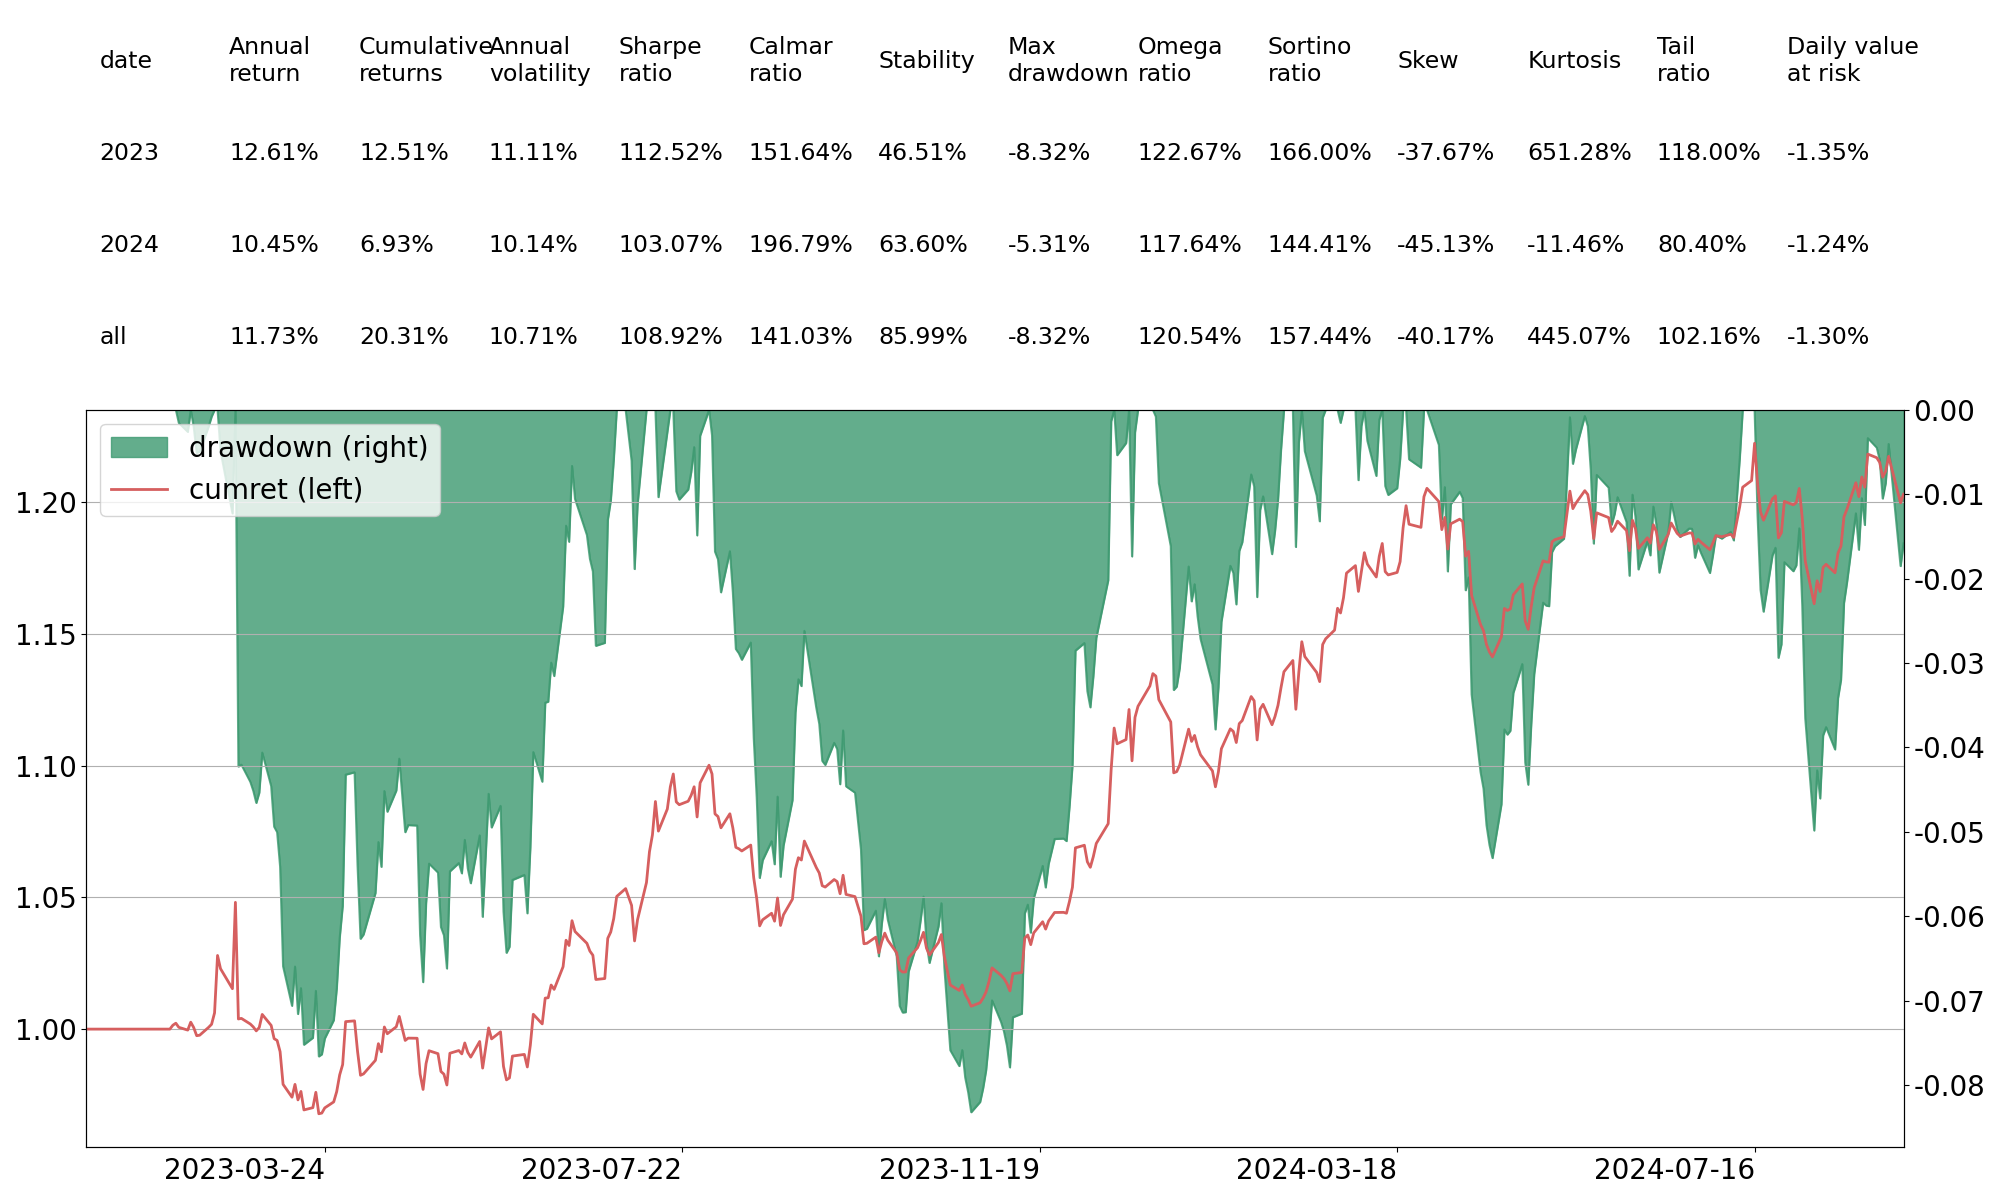 date Annual return Cumulative returns Annual volatility Sharpe ratio Calmar ratio Stability Max drawdown Omega ratio Sortino ratio Skew Kurtosis Tail ratio Daily value at risk
2023 12.61% 12.51% 11.11% 112.52% 151.64% 46.51% -8.32% 122.67% 166.00% -37.67% 651.28% 118.00% -1.35%
2024 10.45% 6.93% 10.14% 103.07% 196.79% 63.60% -5.31% 117.64% 144.41% -45.13% -11.46% 80.40% -1.24%
all 11.73% 20.31% 10.71% 108.92% 141.03% 85.99% -8.32% 120.54% 157.44% -40.17% 445.07% 102.16% -1.30%
drawdown (right)
cumret (left)
1.20
1.15
1.10
1.05
1.00
0.00
-0.01
-0.02
-0.03
-0.04
-0.05
-0.06
-0.07
-0.08
2023-03-24 2023-07-22 2023-11-19 2024-03-18 2024-07-16